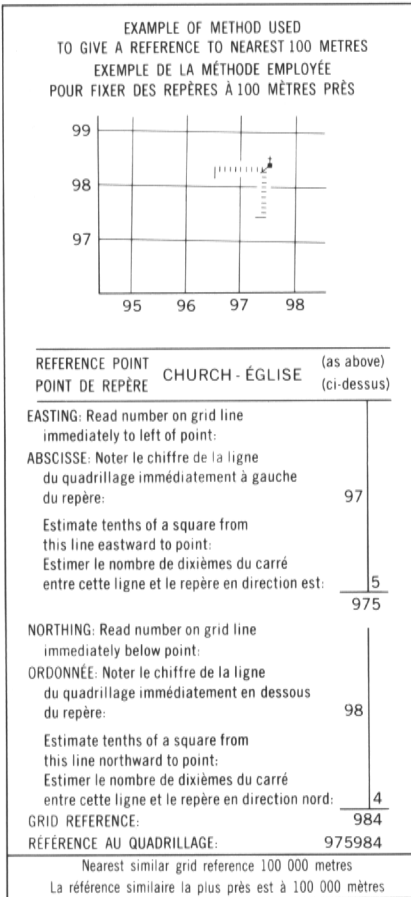 EXAMPLE OF METHOD USED
TO GIVE A REFERENCE TO NEAREST 100 METRES
EXEMPLE DE LA MÉTHODE EMPLOYÉE
POUR FIXER DES REPÈRES À 100 MÈTRES PRÈS
99
98
97
95 96 97 98
REFERENCE POINT
POINT DE REPÈRE
CHURCH - ÉGLISE
(as above)
(ci-dessus)
EASTING: Read number on grid line
immediately to left of point:
ABSCISSE: Noter le chiffre de la ligne
du quadrillage immédiatement à gauche
du repère: 97
Estimate tenths of a square from
this line eastward to point:
Estimer le nombre de dixièmes du carré
entre cette ligne et le repère en direction est: 5
975
NORTHING: Read number on grid line
immediately below point:
ORDONNÉE: Noter le chiffre de la ligne
du quadrillage immédiatement en dessous
du repère: 98
Estimate tenths of a square from
this line northward to point:
Estimer le nombre de dixièmes du carré
entre cette ligne et le repère en direction nord: 4
GRID REFERENCE: 984
RÉFÉRENCE AU QUADRILLAGE: 975984
Nearest similar grid reference 100 000 metres
La référence similaire la plus près est à 100 000 mètres